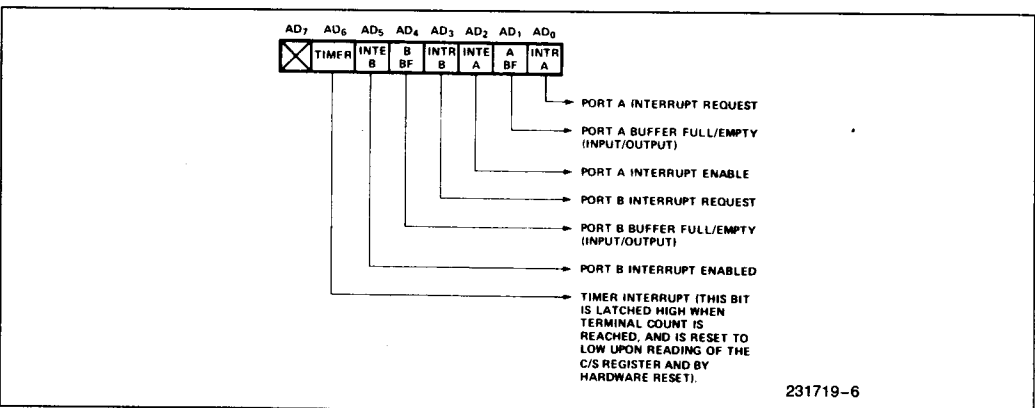 AD7 AD6 AD5 AD4 AD3 AD2 AD1 AD0
TIMER INTE B B BF INTR B INTE A A BF INTR A
PORT A INTERRUPT REQUEST
PORT A BUFFER FULL/EMPTY
(INPUT/OUTPUT)
PORT A INTERRUPT ENABLE
PORT B INTERRUPT REQUEST
PORT B BUFFER FULL/EMPTY
(INPUT/OUTPUT)
PORT B INTERRUPT ENABLED
TIMER INTERRUPT (THIS BIT
IS LATCHED HIGH WHEN
TERMINAL COUNT IS
REACHED, AND IS RESET TO
LOW UPON READING OF THE
C/S REGISTER AND BY
HARDWARE RESET).
231719-6